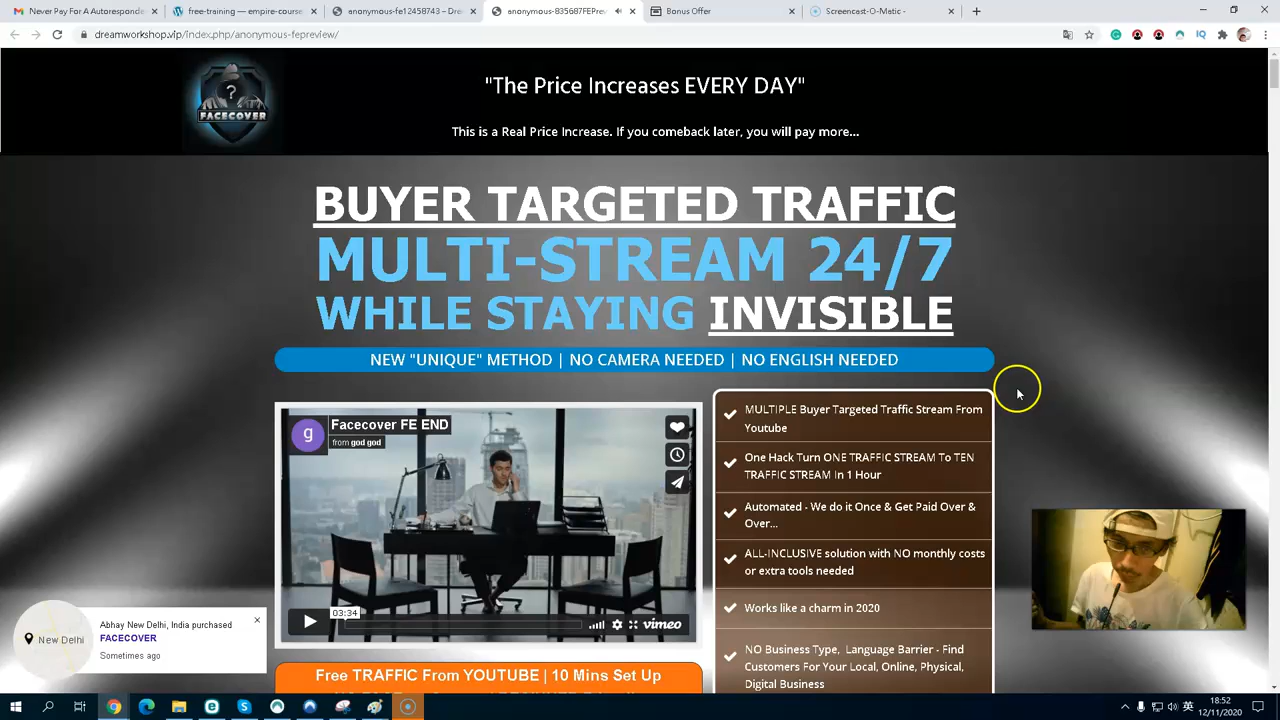 Never Pay For A Autoresponde
free-training — empire-course
anonymous-fe12458743 – Dre
anonymous-835687FEPrev
Bonus Offer
Screencast-O-Matic -
dreamworkshop.vip/index.php/anonymous-fepreview/
?
FACECOVER
"The Price Increases EVERY DAY"
This is a Real Price Increase. If you comeback later, you will pay more...
BUYER TARGETED TRAFFIC
MULTI-STREAM 24/7
WHILE STAYING INVISIBLE
NEW "UNIQUE" METHOD | NO CAMERA NEEDED | NO ENGLISH NEEDED
g
Facecover FE END
from god god
03:34
vimeo
MULTIPLE Buyer Targeted Traffic Stream From
Youtube
One Hack Turn ONE TRAFFIC STREAM To TEN
TRAFFIC STREAM In 1 Hour
Automated - We do it Once & Get Paid Over &
Over...
ALL-INCLUSIVE solution with NO monthly costs
or extra tools needed
Works like a charm in 2020
NO Business Type, Language Barrier - Find
Customers For Your Local, Online, Physical,
Digital Business
New Delhi
Abhay New Delhi, India purchased
FACECOVER
Sometimes ago
Free TRAFFIC From YOUTUBE | 10 Mins Set Up
英
18:52
12/11/2020